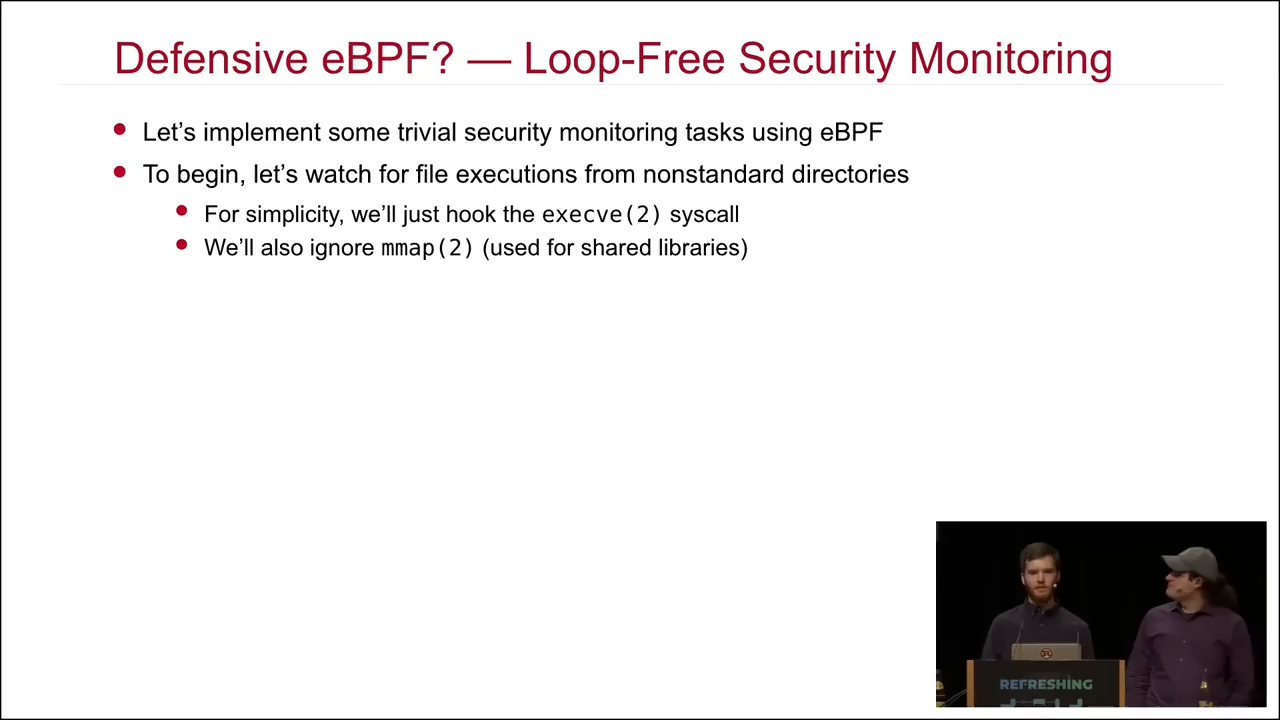 Defensive eBPF? — Loop-Free Security Monitoring
Let’s implement some trivial security monitoring tasks using eBPF
To begin, let’s watch for file executions from nonstandard directories
For simplicity, we’ll just hook the execve(2) syscall
We’ll also ignore mmap(2) (used for shared libraries)
REFRESHING